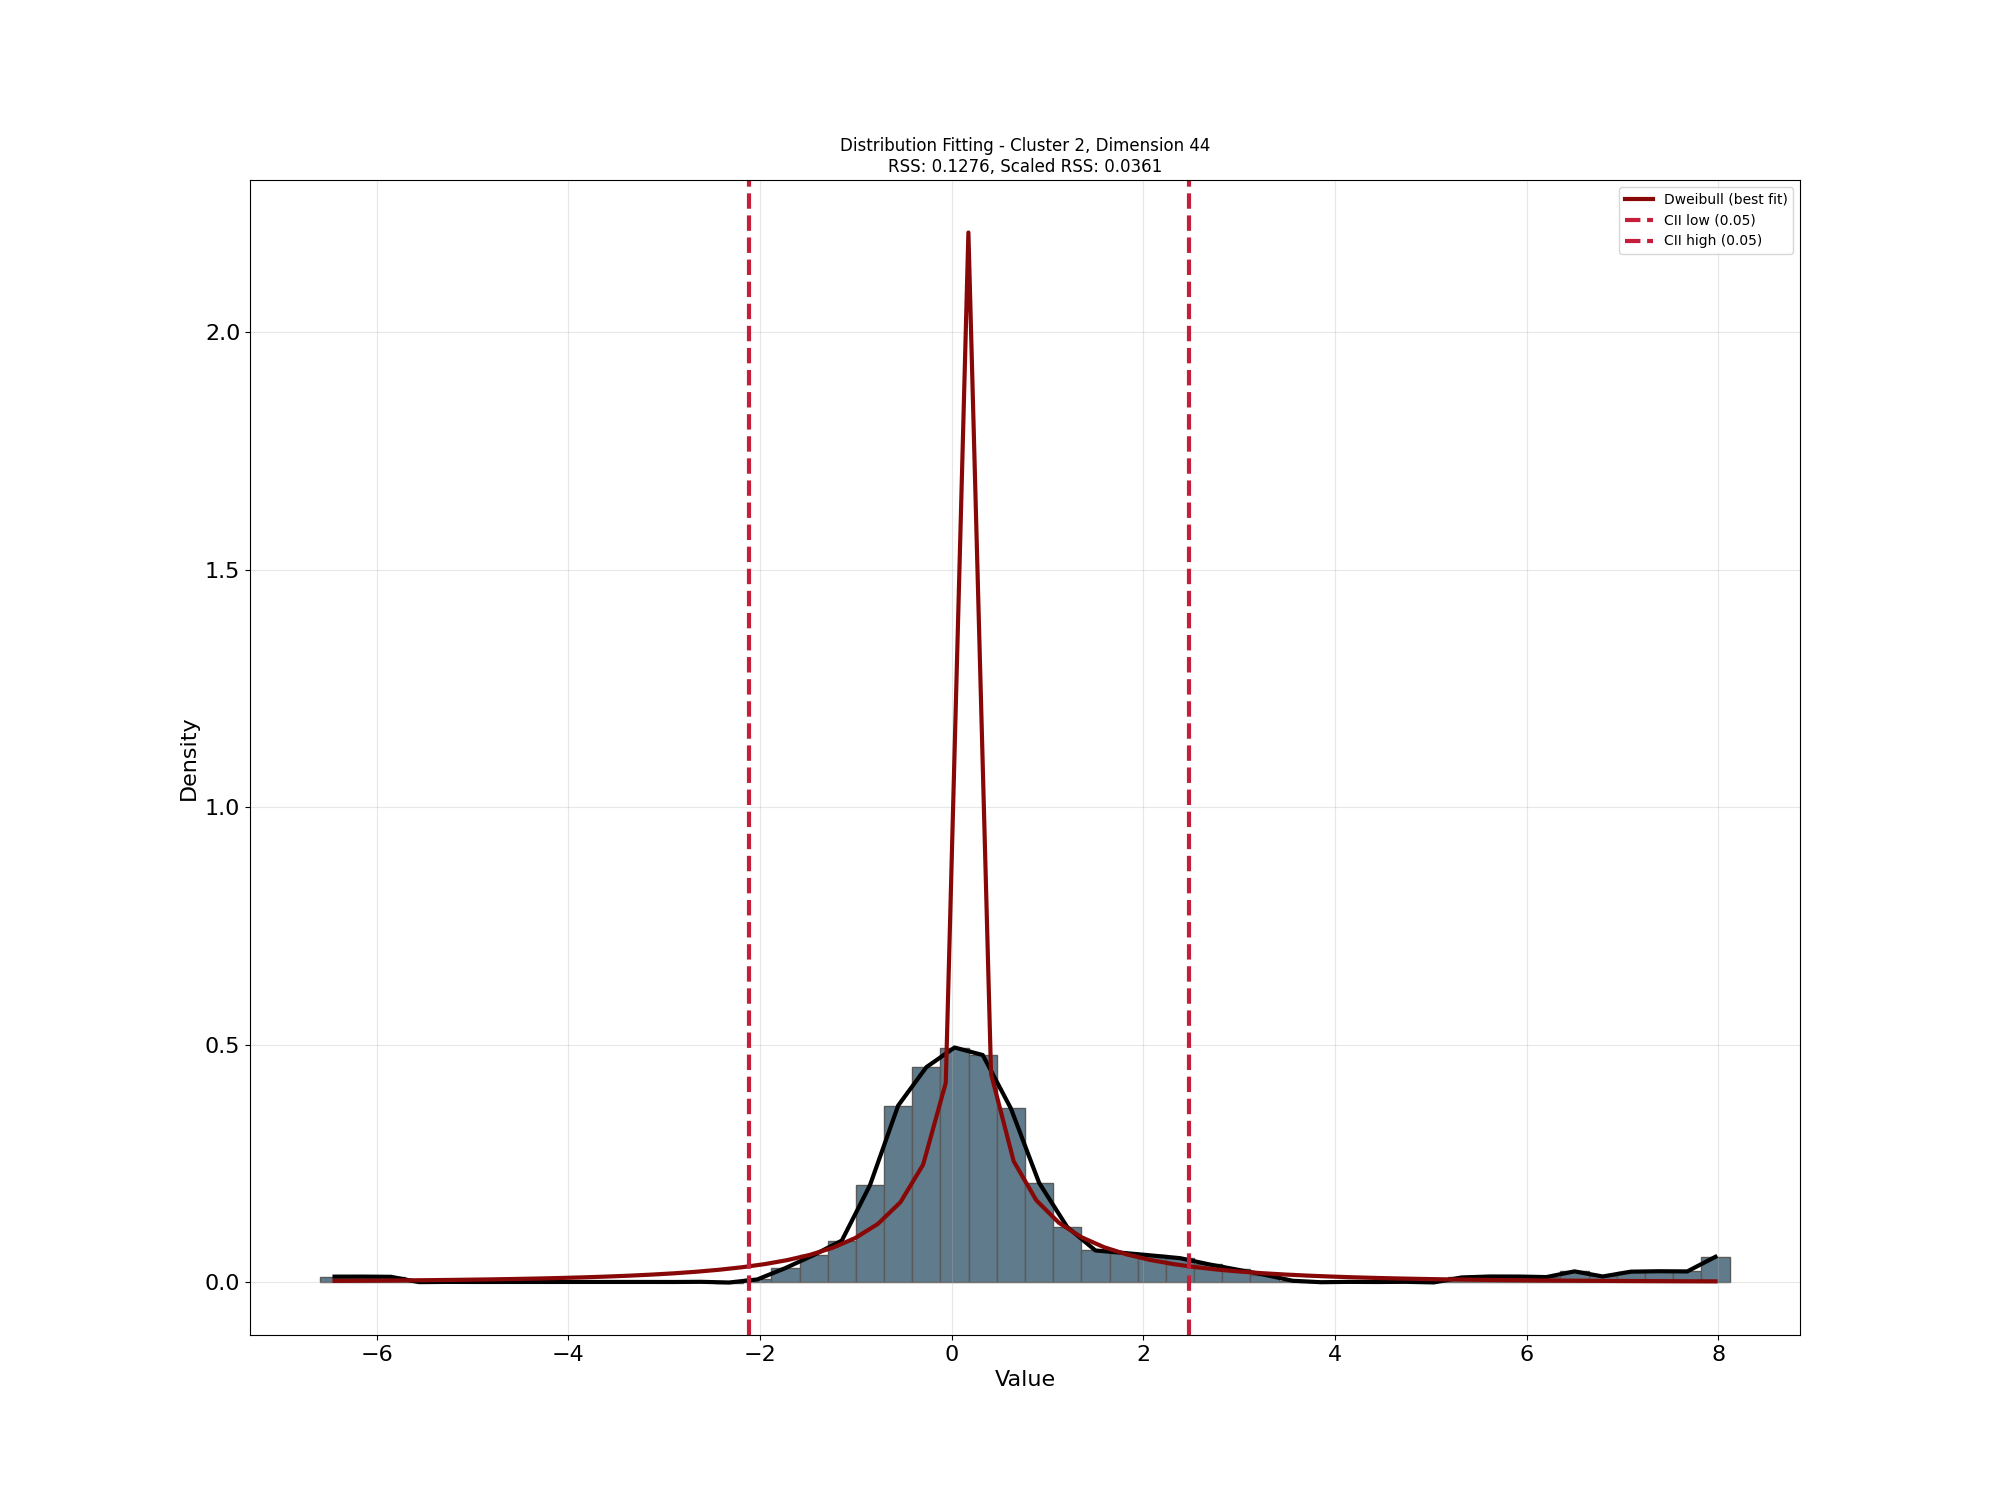 Distribution Fitting - Cluster 2, Dimension 44
RSS: 0.1276, Scaled RSS: 0.0361
Dweibull (best fit)
CII low (0.05)
CII high (0.05)
2.0
1.5
1.0
0.5
0.0
Density
−6 −4 −2 0 2 4 6 8
Value